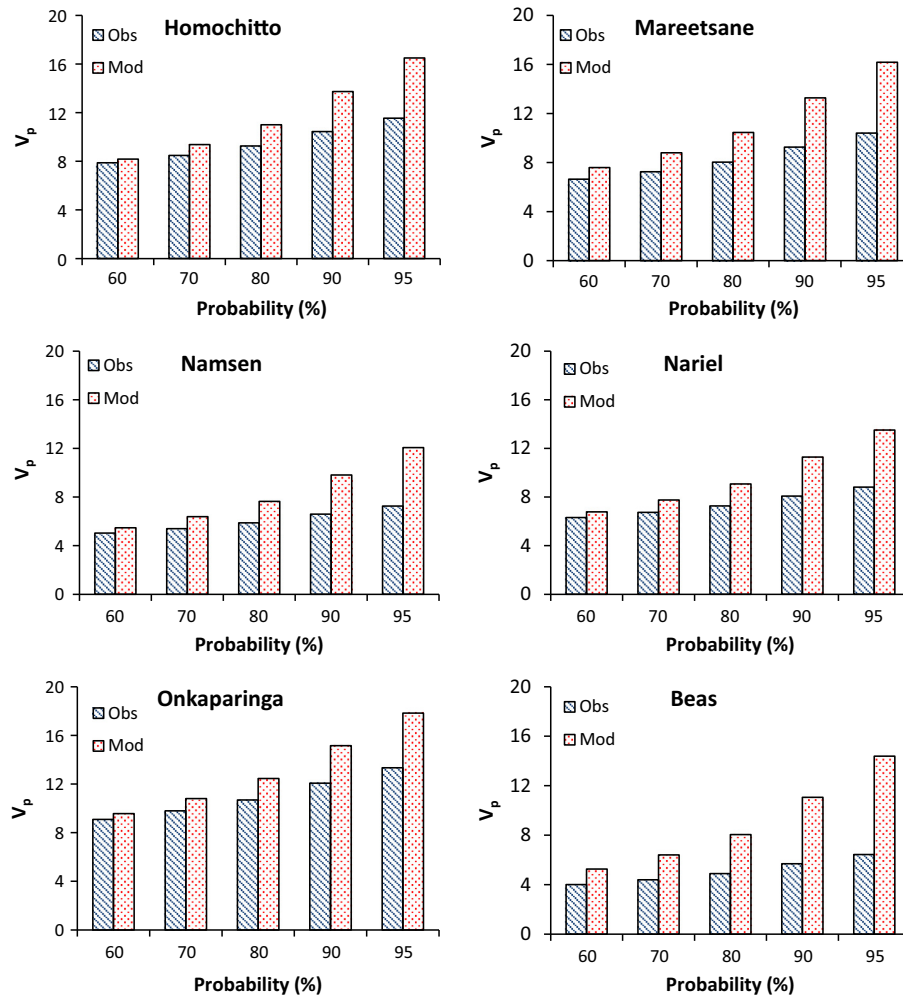 Homochitto
Obs
Mod
20
16
12
8
4
0
Vp
60 70 80 90 95
Probability (%)
Mareetsane
Obs
Mod
20
16
12
8
4
0
Vp
60 70 80 90 95
Probability (%)
Namsen
Obs
Mod
20
16
12
8
4
0
Vp
60 70 80 90 95
Probability (%)
Nariel
Obs
Mod
20
16
12
8
4
0
Vp
60 70 80 90 95
Probability (%)
Onkaparinga
Obs
Mod
20
16
12
8
4
0
Vp
60 70 80 90 95
Probability (%)
Beas
Obs
Mod
20
16
12
8
4
0
Vp
60 70 80 90 95
Probability (%)